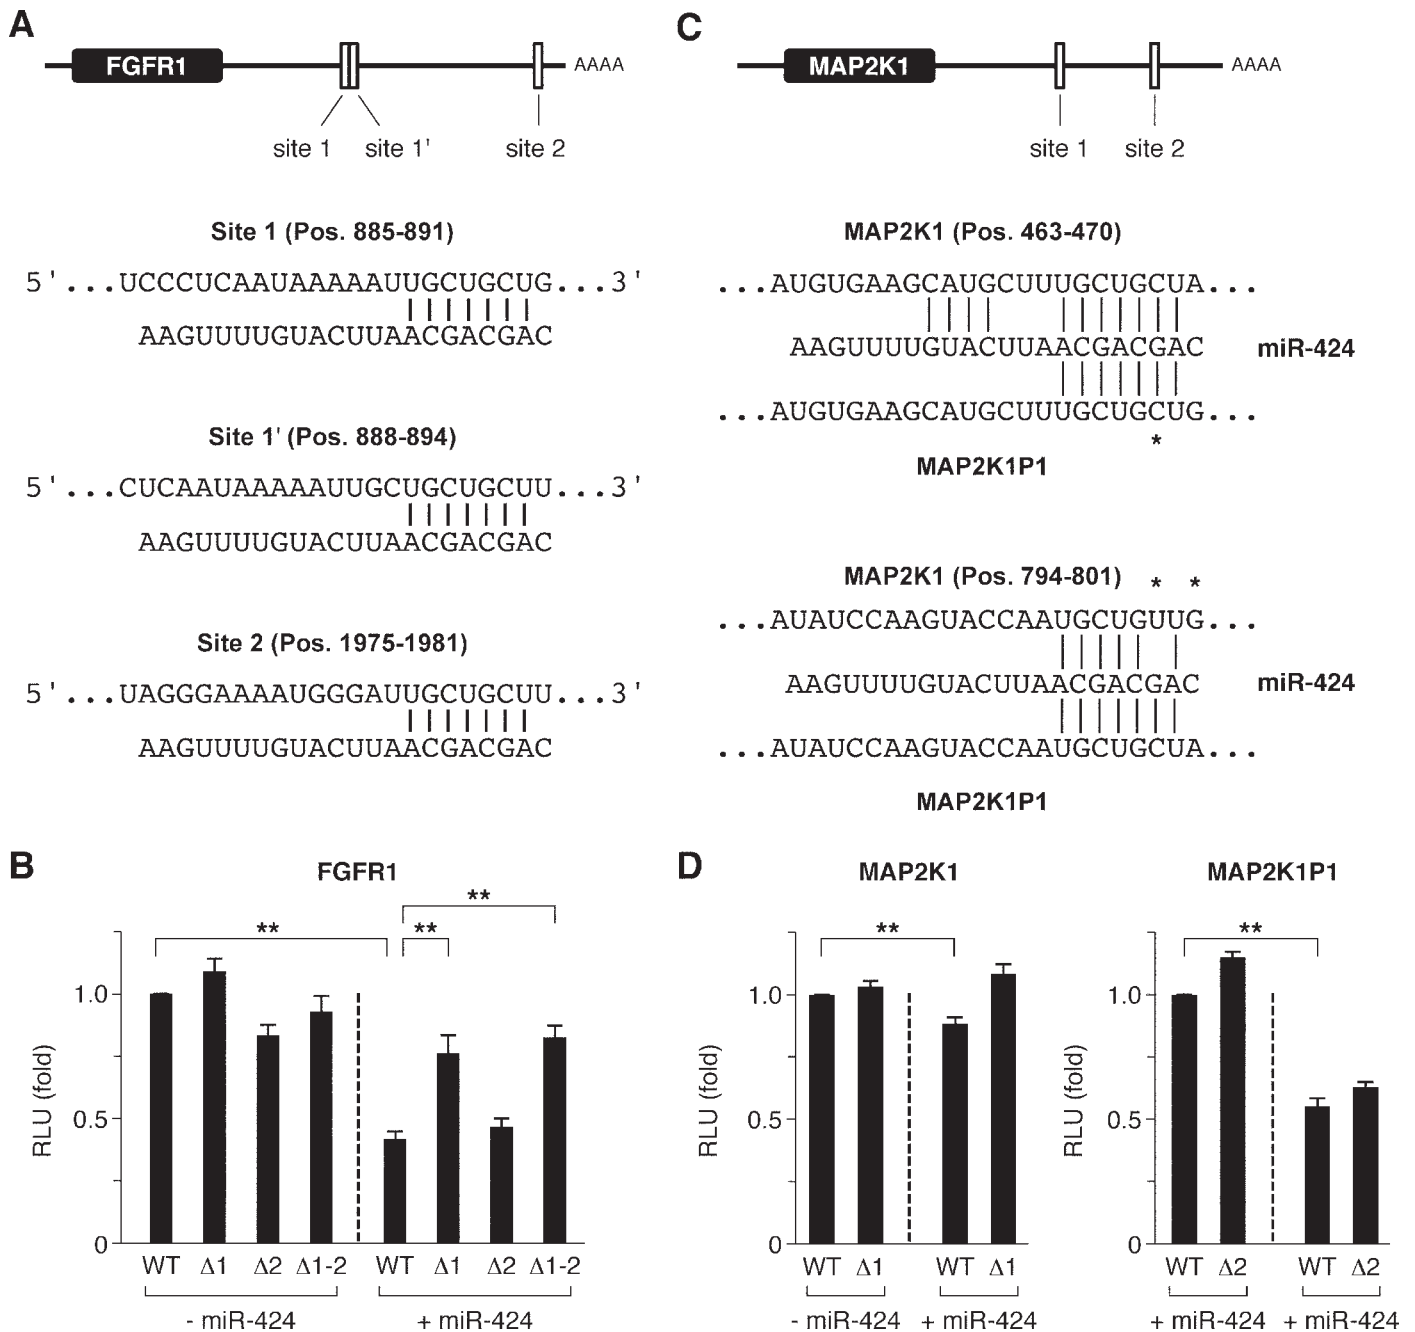 A
FGFR1
AAAA
site 1
site 1'
site 2
Site 1 (Pos. 885-891)
5'...UCCCUCAAUAAAAAUUGCUGCUG...3'
AAGUUUUGUACUUAACGACGAC
Site 1' (Pos. 888-894)
5'...CUCAAUAAAAAUUGCUGCUGCUU...3'
AAGUUUUGUACUUAACGACGAC
Site 2 (Pos. 1975-1981)
5'...UAGGGAAAAUGGGAUUGCUGCUU...3'
AAGUUUUGUACUUAACGACGAC
C
MAP2K1
AAAA
site 1
site 2
MAP2K1 (Pos. 463-470)
...AUGUGAAGCAUGCUUUGCUGCUA...
AAGUUUUGUACUUAACGACGAC
miR-424
...AUGUGAAGCAUGCUUUGCUGCUG...
*
MAP2K1P1
MAP2K1 (Pos. 794-801)
* *
...AUAUCCAAGUACCAAUGCUGUUG...
AAGUUUUGUACUUAACGACGAC
miR-424
...AUAUCCAAGUACCAAUGCUGCUA...
MAP2K1P1
B
FGFR1
**
**
**
RLU (fold)
1.0
0.5
0
WT Δ1 Δ2 Δ1-2 WT Δ1 Δ2 Δ1-2
- miR-424
+ miR-424
D
MAP2K1
**
RLU (fold)
1.0
0.5
0
WT Δ1 WT Δ1
- miR-424 + miR-424
MAP2K1P1
**
RLU (fold)
1.0
0.5
0
WT Δ2 WT Δ2
+ miR-424 + miR-424